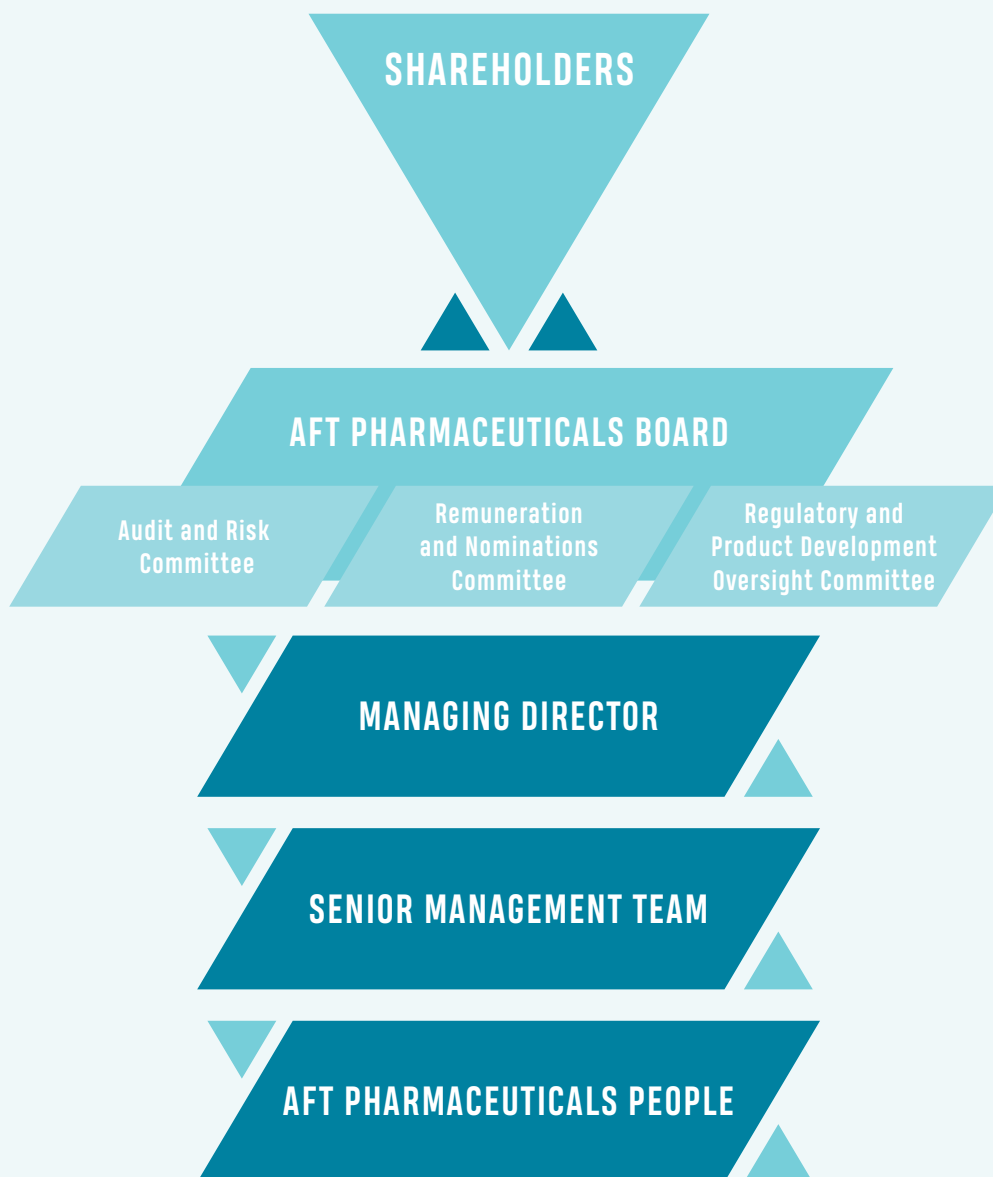 SHAREHOLDERS
AFT PHARMACEUTICALS BOARD
Audit and Risk
Committee
Remuneration
and Nominations
Committee
Regulatory and
Product Development
Oversight Committee
MANAGING DIRECTOR
SENIOR MANAGEMENT TEAM
AFT PHARMACEUTICALS PEOPLE